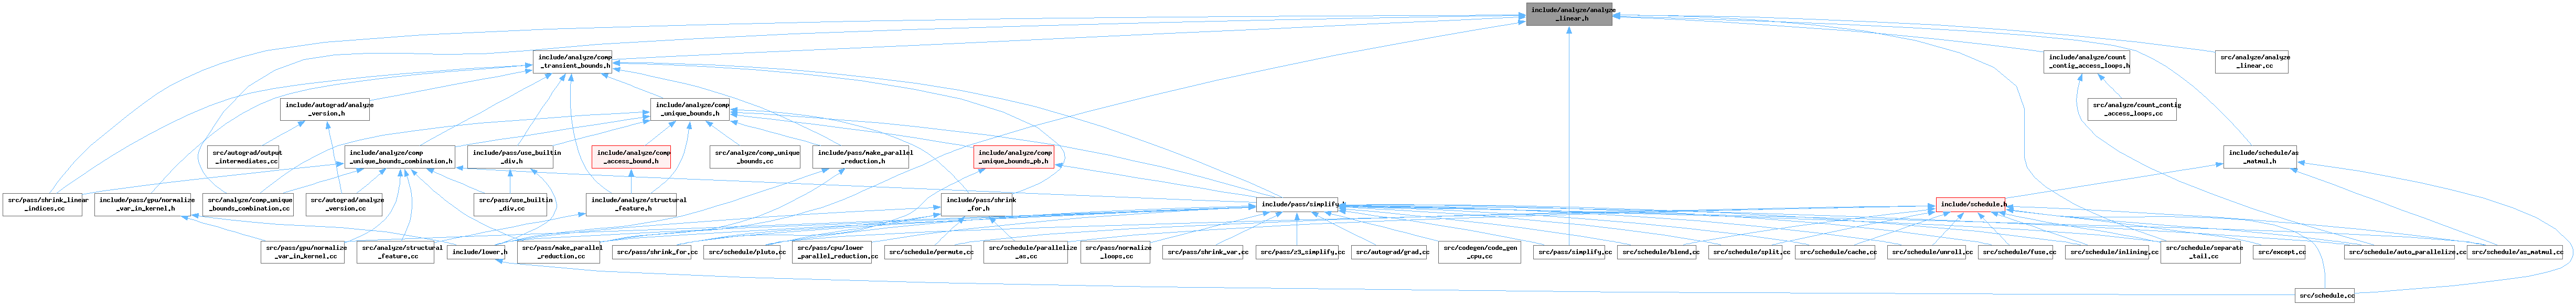 include/analyze/analyze
_linear.h
include/analyze/comp
_transient_bounds.h
include/analyze/count
_contig_access_loops.h
src/analyze/analyze
_linear.cc
include/autograd/analyze
_version.h
include/analyze/comp
_unique_bounds.h
src/analyze/count_contig
_access_loops.cc
src/autograd/output
_intermediates.cc
include/analyze/comp
_unique_bounds_combination.h
include/pass/use_builtin
_div.h
include/analyze/comp
_access_bound.h
src/analyze/comp_unique
_bounds.cc
include/pass/make_parallel
_reduction.h
include/analyze/comp
_unique_bounds_pb.h
include/schedule/as
_matmul.h
src/pass/shrink_linear
_indices.cc
include/pass/gpu/normalize
_var_in_kernel.h
src/analyze/comp_unique
_bounds_combination.cc
src/autograd/analyze
_version.cc
src/pass/use_builtin
_div.cc
include/analyze/structural
_feature.h
include/pass/shrink
_for.h
include/pass/simplify.h
include/schedule.h
src/pass/gpu/normalize
_var_in_kernel.cc
src/analyze/structural
_feature.cc
include/lower.h
src/pass/make_parallel
_reduction.cc
src/pass/shrink_for.cc
src/schedule/pluto.cc
src/pass/cpu/lower
_parallel_reduction.cc
src/schedule/permute.cc
src/schedule/parallelize
_as.cc
src/pass/normalize
_loops.cc
src/pass/shrink_var.cc
src/pass/z3_simplify.cc
src/autograd/grad.cc
src/codegen/code_gen
_cpu.cc
src/pass/simplify.cc
src/schedule/blend.cc
src/schedule/split.cc
src/schedule/cache.cc
src/schedule/unroll.cc
src/schedule/fuse.cc
src/schedule/inlining.cc
src/schedule/separate
_tail.cc
src/except.cc
src/schedule/auto_parallelize.cc
src/schedule/as_matmul.cc
src/schedule.cc